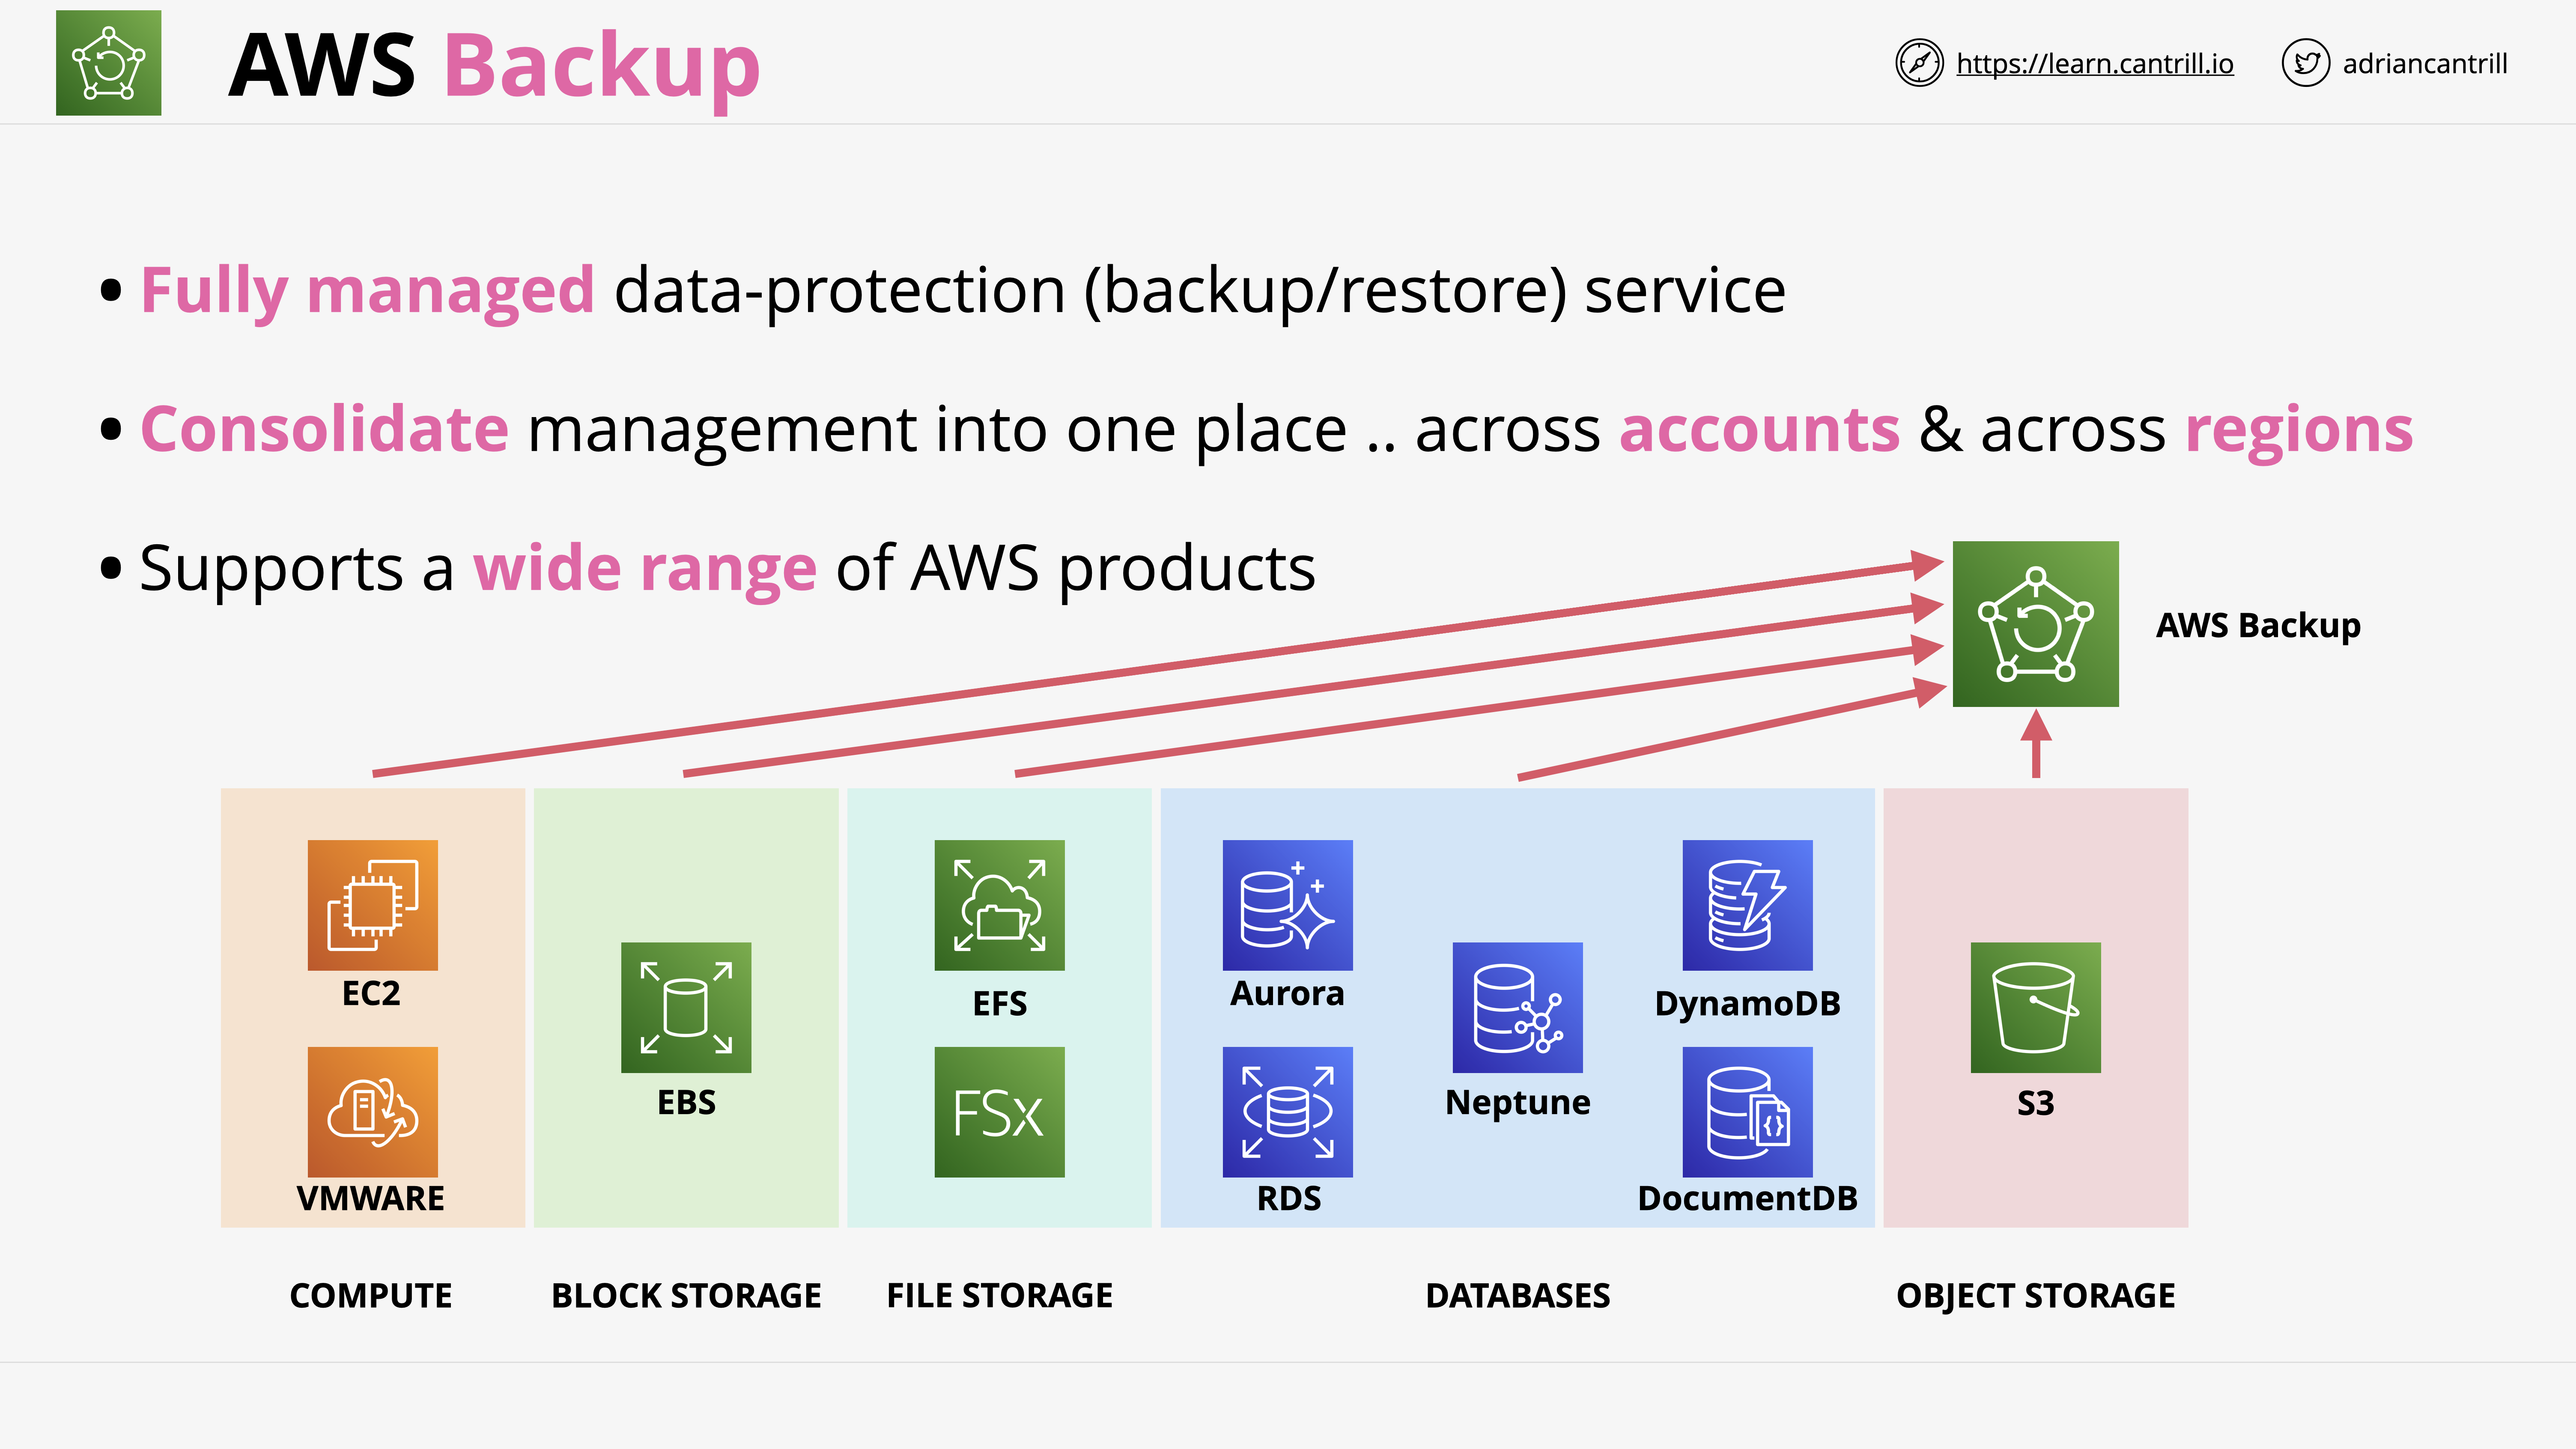 AWS Backup
https://learn.cantrill.io
adriancantrill
• Fully managed data-protection (backup/restore) service
• Consolidate management into one place .. across accounts & across regions
• Supports a wide range of AWS products
AWS Backup
EC2
VMWARE
EBS
EFS
FSx
Aurora
RDS
Neptune
DynamoDB
{}
DocumentDB
S3
COMPUTE
BLOCK STORAGE
FILE STORAGE
DATABASES
OBJECT STORAGE